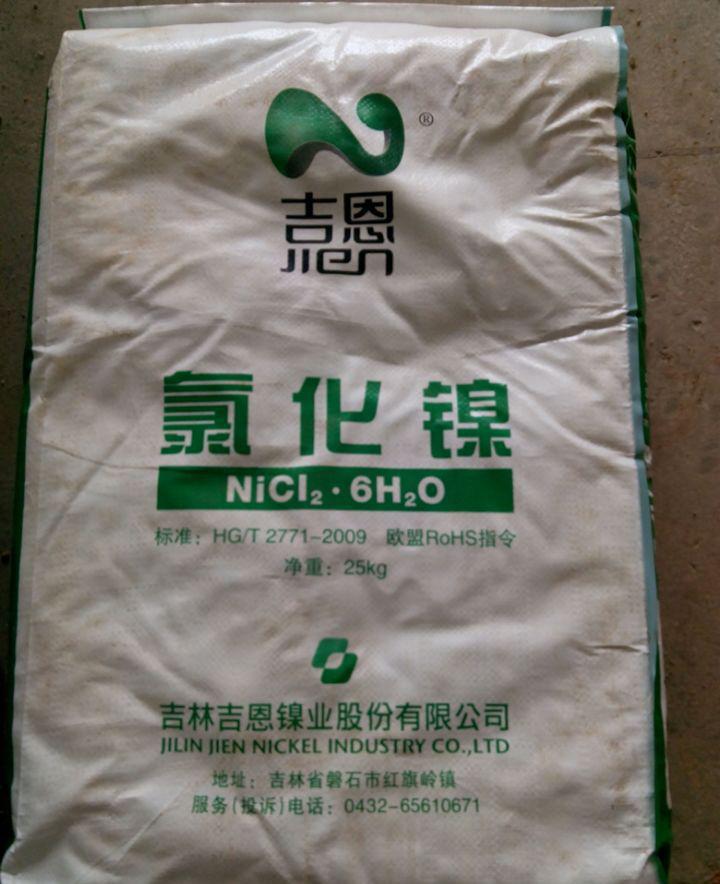 ®
吉恩
Jien
氯化镍
NiCl₂·6H₂O
标准：HG/T 2771-2009 欧盟RoHS指令
净重：25kg
吉林吉恩镍业股份有限公司
JILIN JIEN NICKEL INDUSTRY CO.,LTD
地址：吉林省磐石市红旗岭镇
服务(投诉)电话：0432-65610671